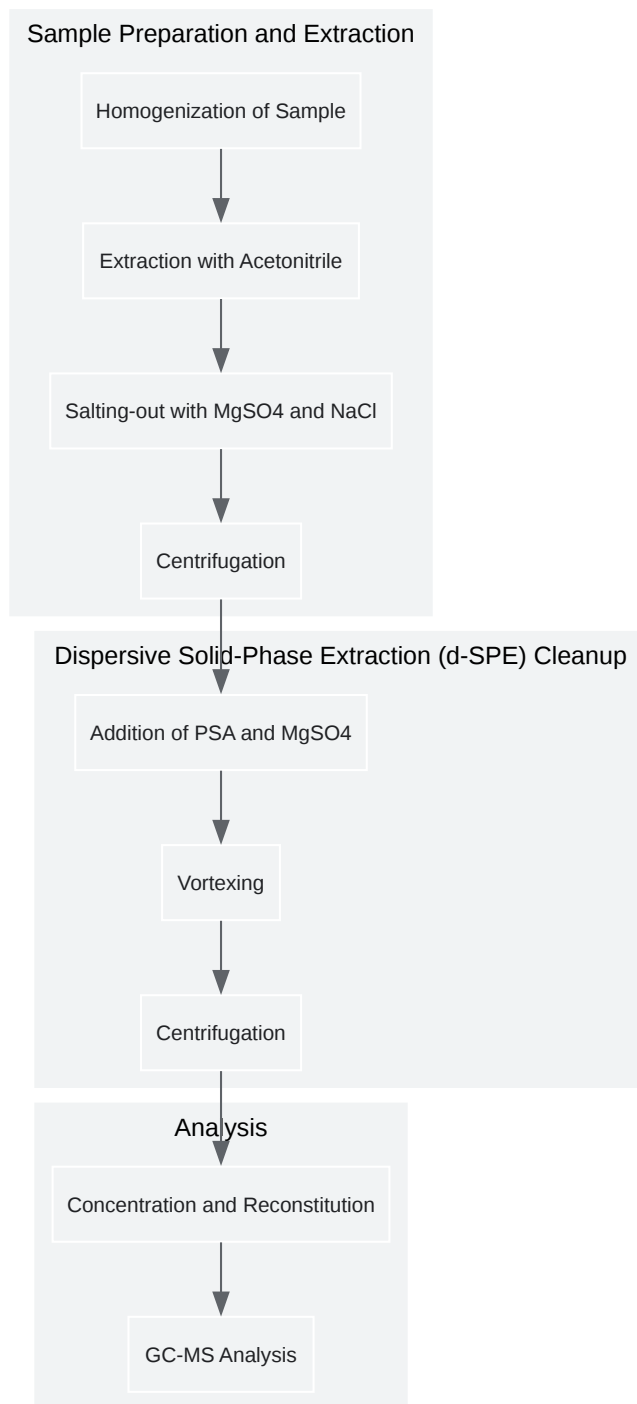 Sample Preparation and Extraction
Homogenization of Sample
Extraction with Acetonitrile
Salting-out with MgSO4 and NaCl
Centrifugation
Dispersive Solid-Phase Extraction (d-SPE) Cleanup
Addition of PSA and MgSO4
Vortexing
Centrifugation
Analysis
Concentration and Reconstitution
GC-MS Analysis